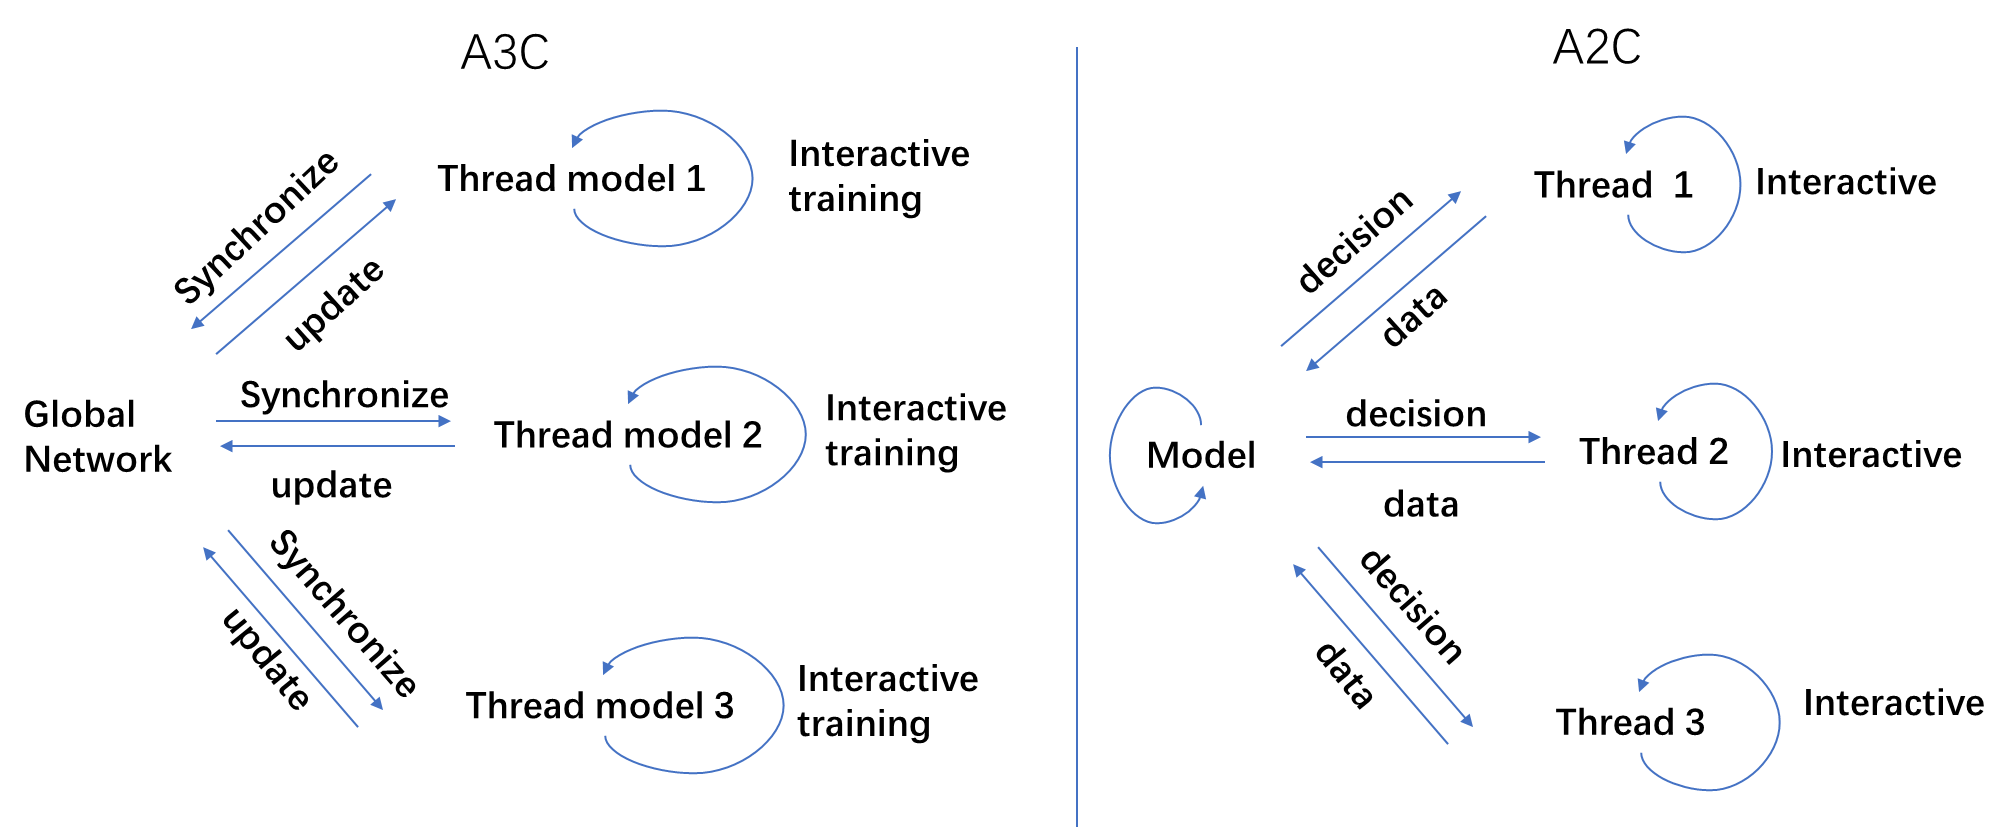 A3C
Synchronize
update
Thread model 1
Interactive
training
Global
Network
Synchronize
update
Thread model 2
Interactive
training
Synchronize
update
Thread model 3
Interactive
training
A2C
decision
data
Thread 1
Interactive
Model
decision
data
Thread 2
Interactive
decision
data
Thread 3
Interactive